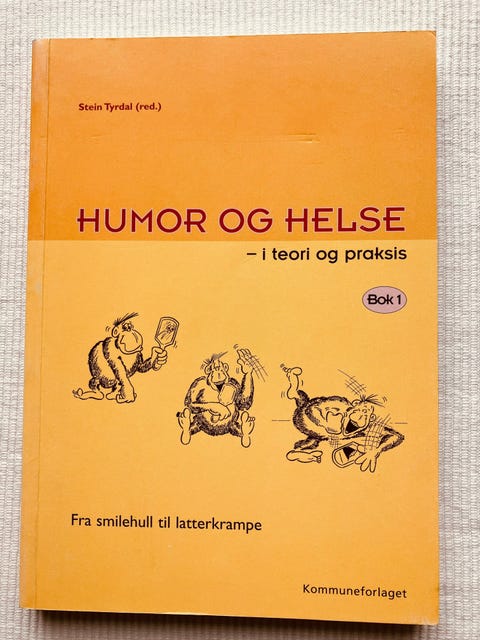 Stein Tyrdal (red.)
HUMOR OG HELSE
– i teori og praksis
Bok 1
Fra smilehull til latterkrampe
Kommuneforlaget